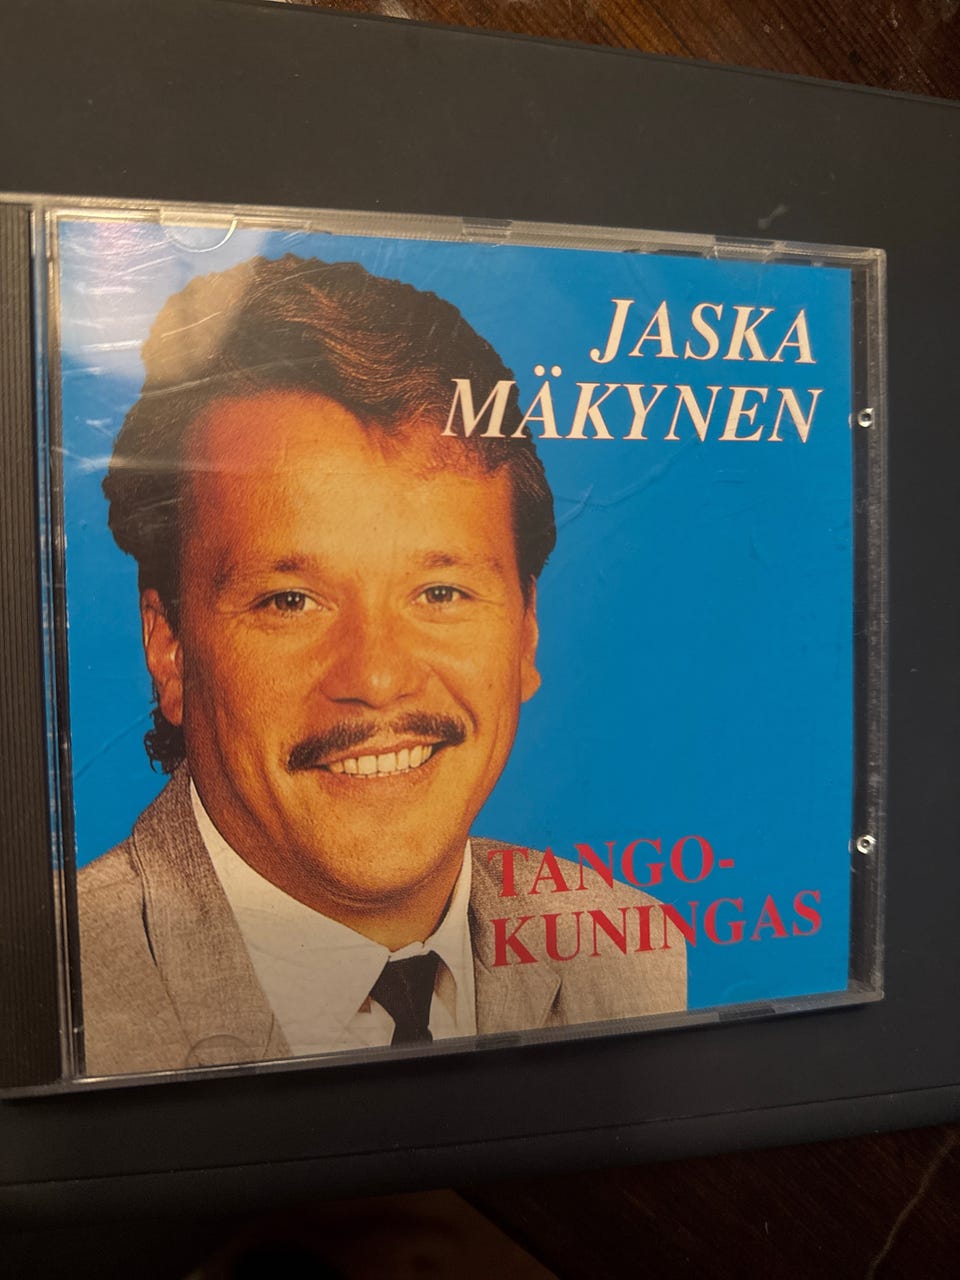 JASKA
MÄKYNEN
TANGO-
KUNINGAS